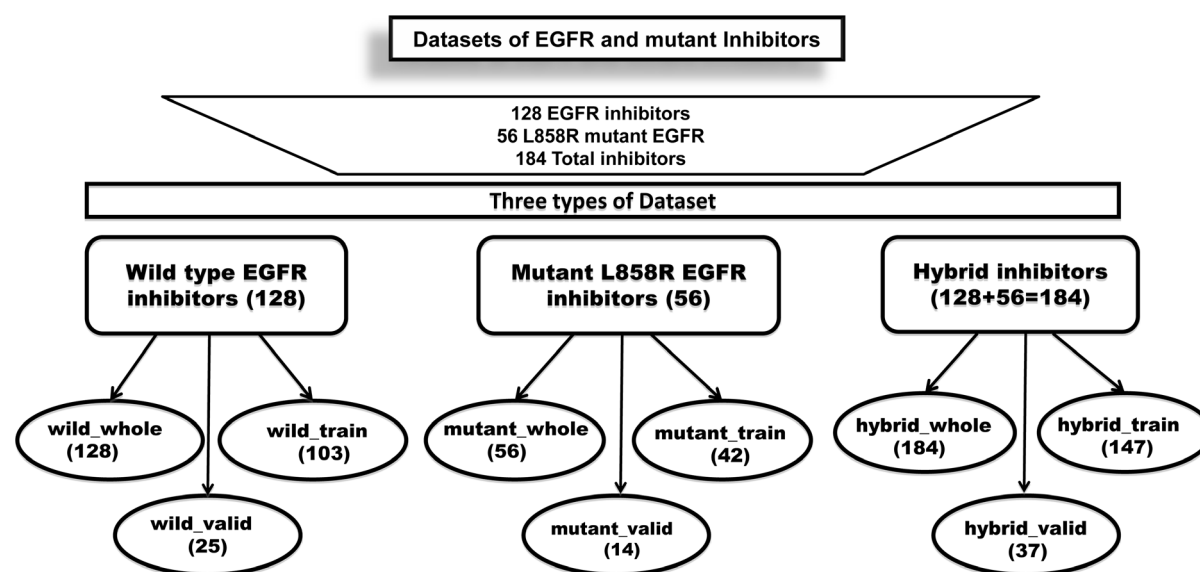 Datasets of EGFR and mutant Inhibitors
128 EGFR inhibitors
56 L858R mutant EGFR
184 Total inhibitors
Three types of Dataset
Wild type EGFR
inhibitors (128)
Mutant L858R EGFR
inhibitors (56)
Hybrid inhibitors
(128+56=184)
wild_whole
(128)
wild_train
(103)
wild_valid
(25)
mutant_whole
(56)
mutant_train
(42)
mutant_valid
(14)
hybrid_whole
(184)
hybrid_train
(147)
hybrid_valid
(37)